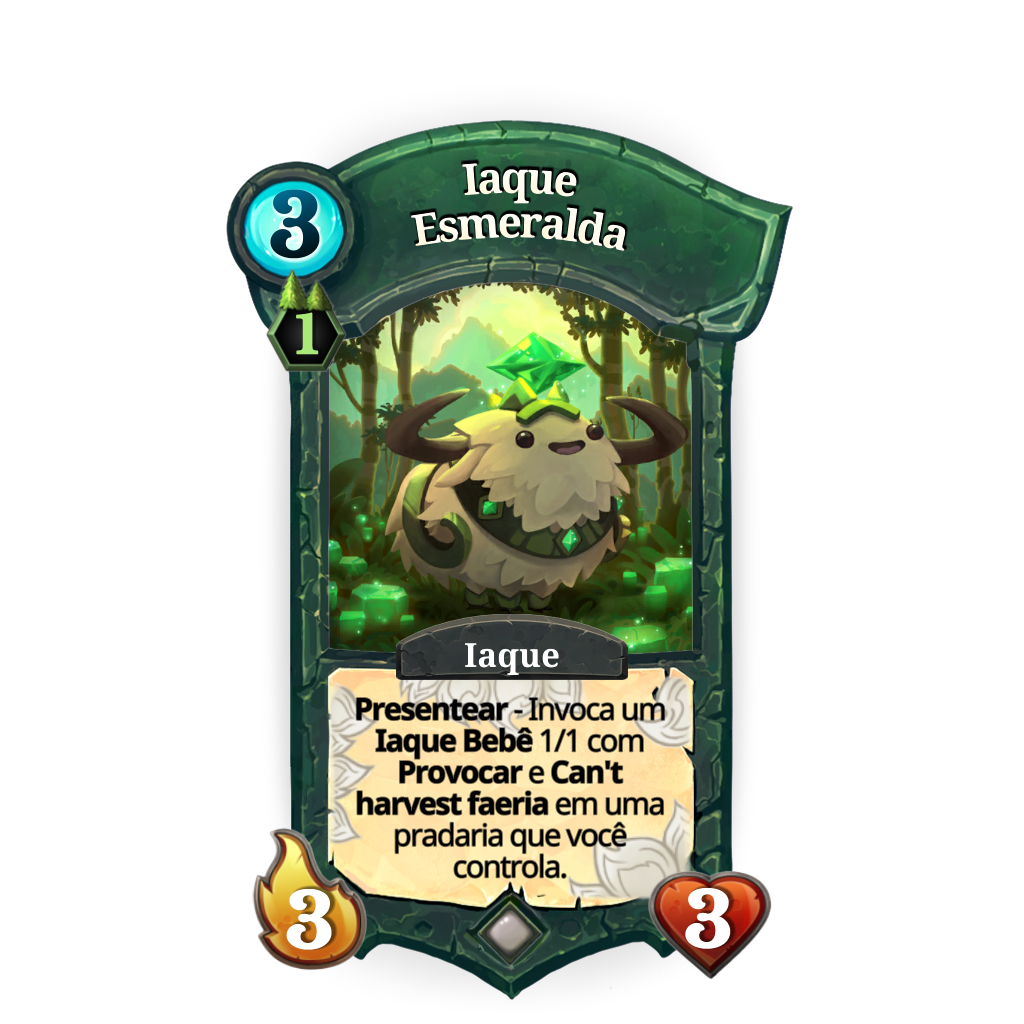 Iaque
Esmeralda
3
1
Iaque
Presentear - Invoca um
Iaque Bebê 1/1 com
Provocar e Can't
harvest faeria em uma
pradaria que você
controla.
3
3